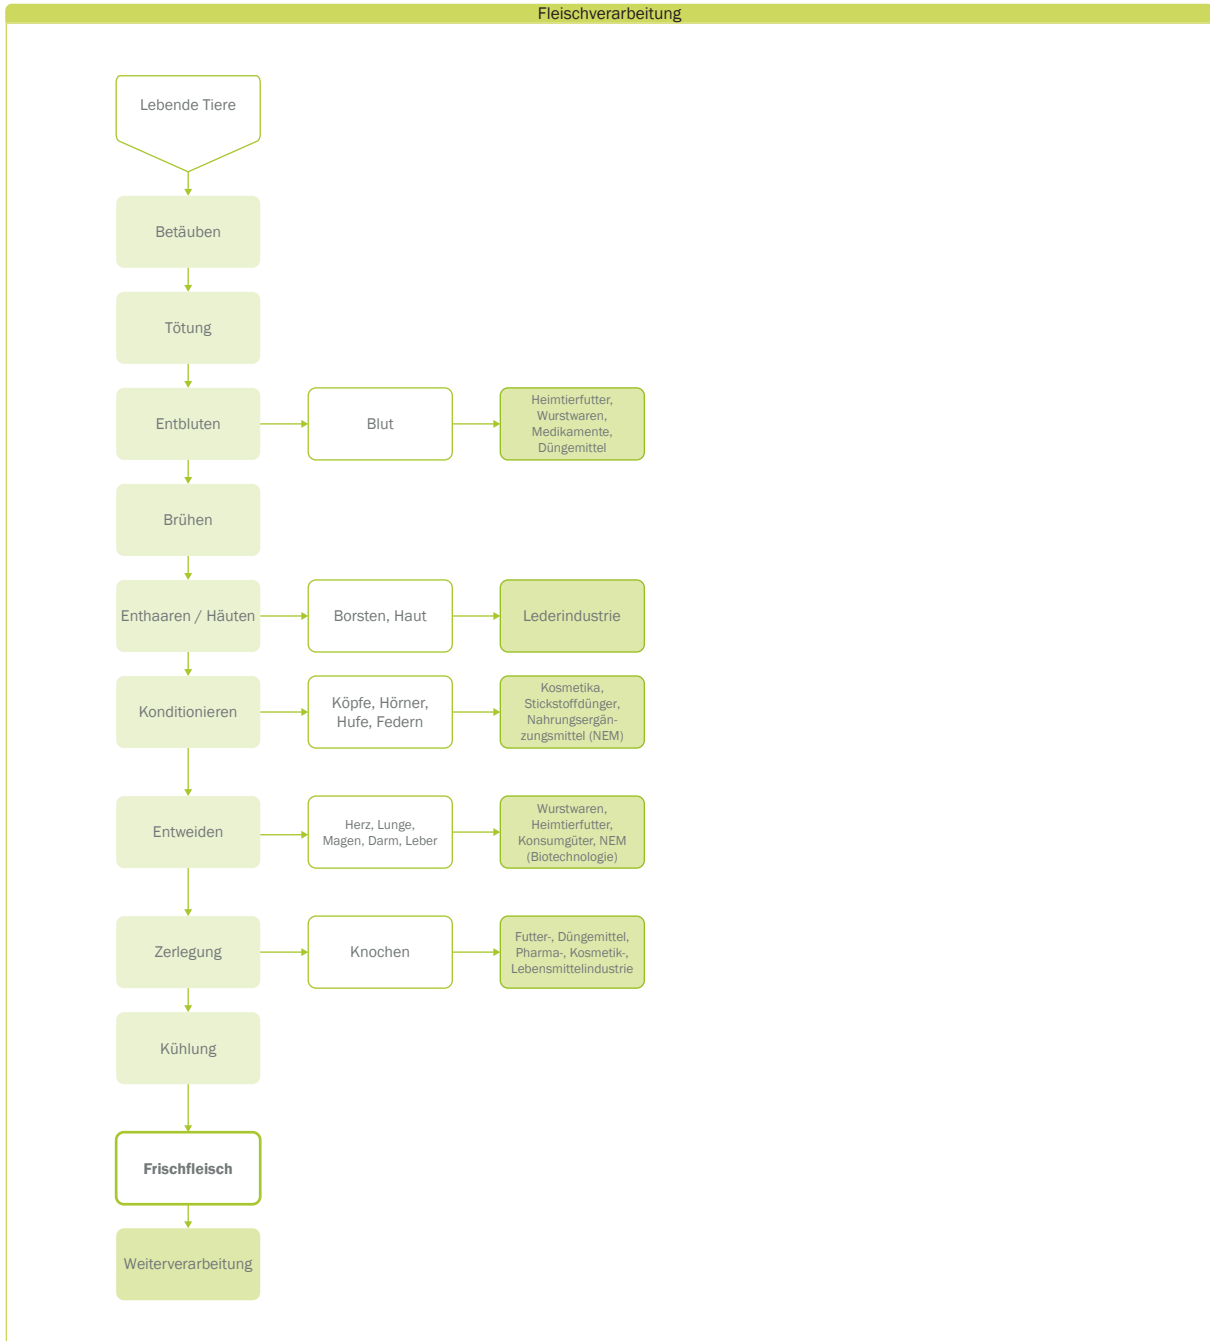 Fleischverarbeitung
Lebende Tiere
Betäuben
Tötung
Entbluten
Blut
Heimtierfutter,
Wurstwaren,
Medikamente,
Düngemittel
Brühen
Enthaaren / Häuten
Borsten, Haut
Lederindustrie
Konditionieren
Köpfe, Hörner,
Hufe, Federn
Kosmetika,
Stickstoffdünger,
Nahrungsergän-
zungsmittel (NEM)
Entweiden
Herz, Lunge,
Magen, Darm, Leber
Wurstwaren,
Heimtierfutter,
Konsumgüter, NEM
(Biotechnologie)
Zerlegung
Knochen
Futter-, Düngemittel,
Pharma-, Kosmetik-,
Lebensmittelindustrie
Kühlung
Frischfleisch
Weiterverarbeitung